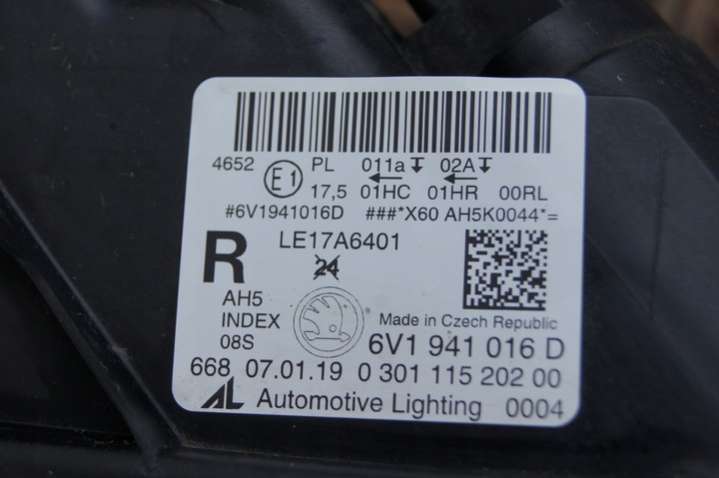 4652 E1 PL 011a 02A
17,5 01HC 01HR 00RL
#6V1941016D ###*X60 AH5K0044*=
R LE17A6401
24
AH5
INDEX Made in Czech Republic
08S 6V1 941 016 D
668 07.01.19 0 301 115 202 00
AL Automotive Lighting 0004